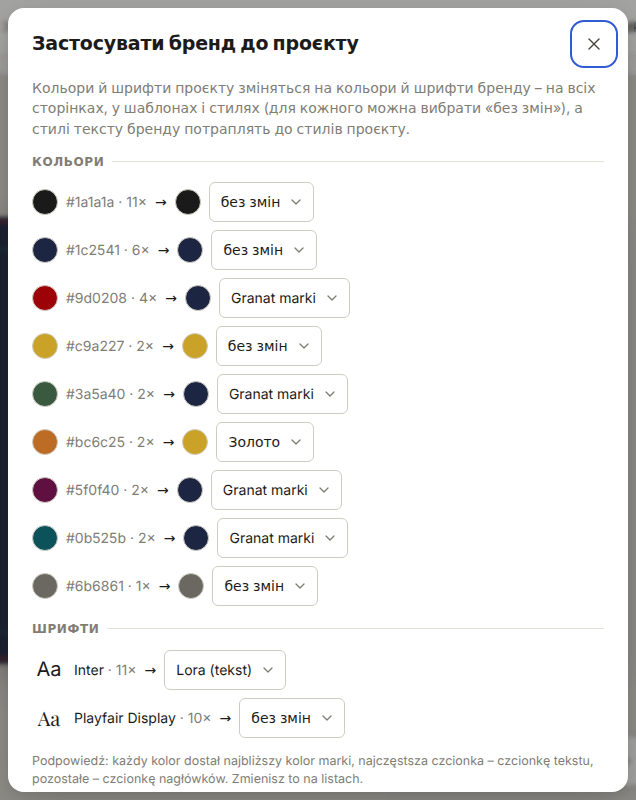 Застосувати бренд до проєкту
Кольори й шрифти проєкту зміняться на кольори й шрифти бренду – на всіх
сторінках, у шаблонах і стилях (для кожного можна вибрати «без змін»), а
стилі тексту бренду потраплять до стилів проєкту.
КОЛЬОРИ
#1a1a1a · 11× → без змін
#1c2541 · 6× → без змін
#9d0208 · 4× → Granat marki
#c9a227 · 2× → без змін
#3a5a40 · 2× → Granat marki
#bc6c25 · 2× → Золото
#5f0f40 · 2× → Granat marki
#0b525b · 2× → Granat marki
#6b6861 · 1× → без змін
ШРИФТИ
Aa Inter · 11× → Lora (tekst)
Aa Playfair Display · 10× → без змін
Podpowiedź: każdy kolor dostał najbliższy kolor marki, najczęstsza czcionka – czcionkę tekstu,
pozostałe – czcionkę nagłówków. Zmienisz to na listach.